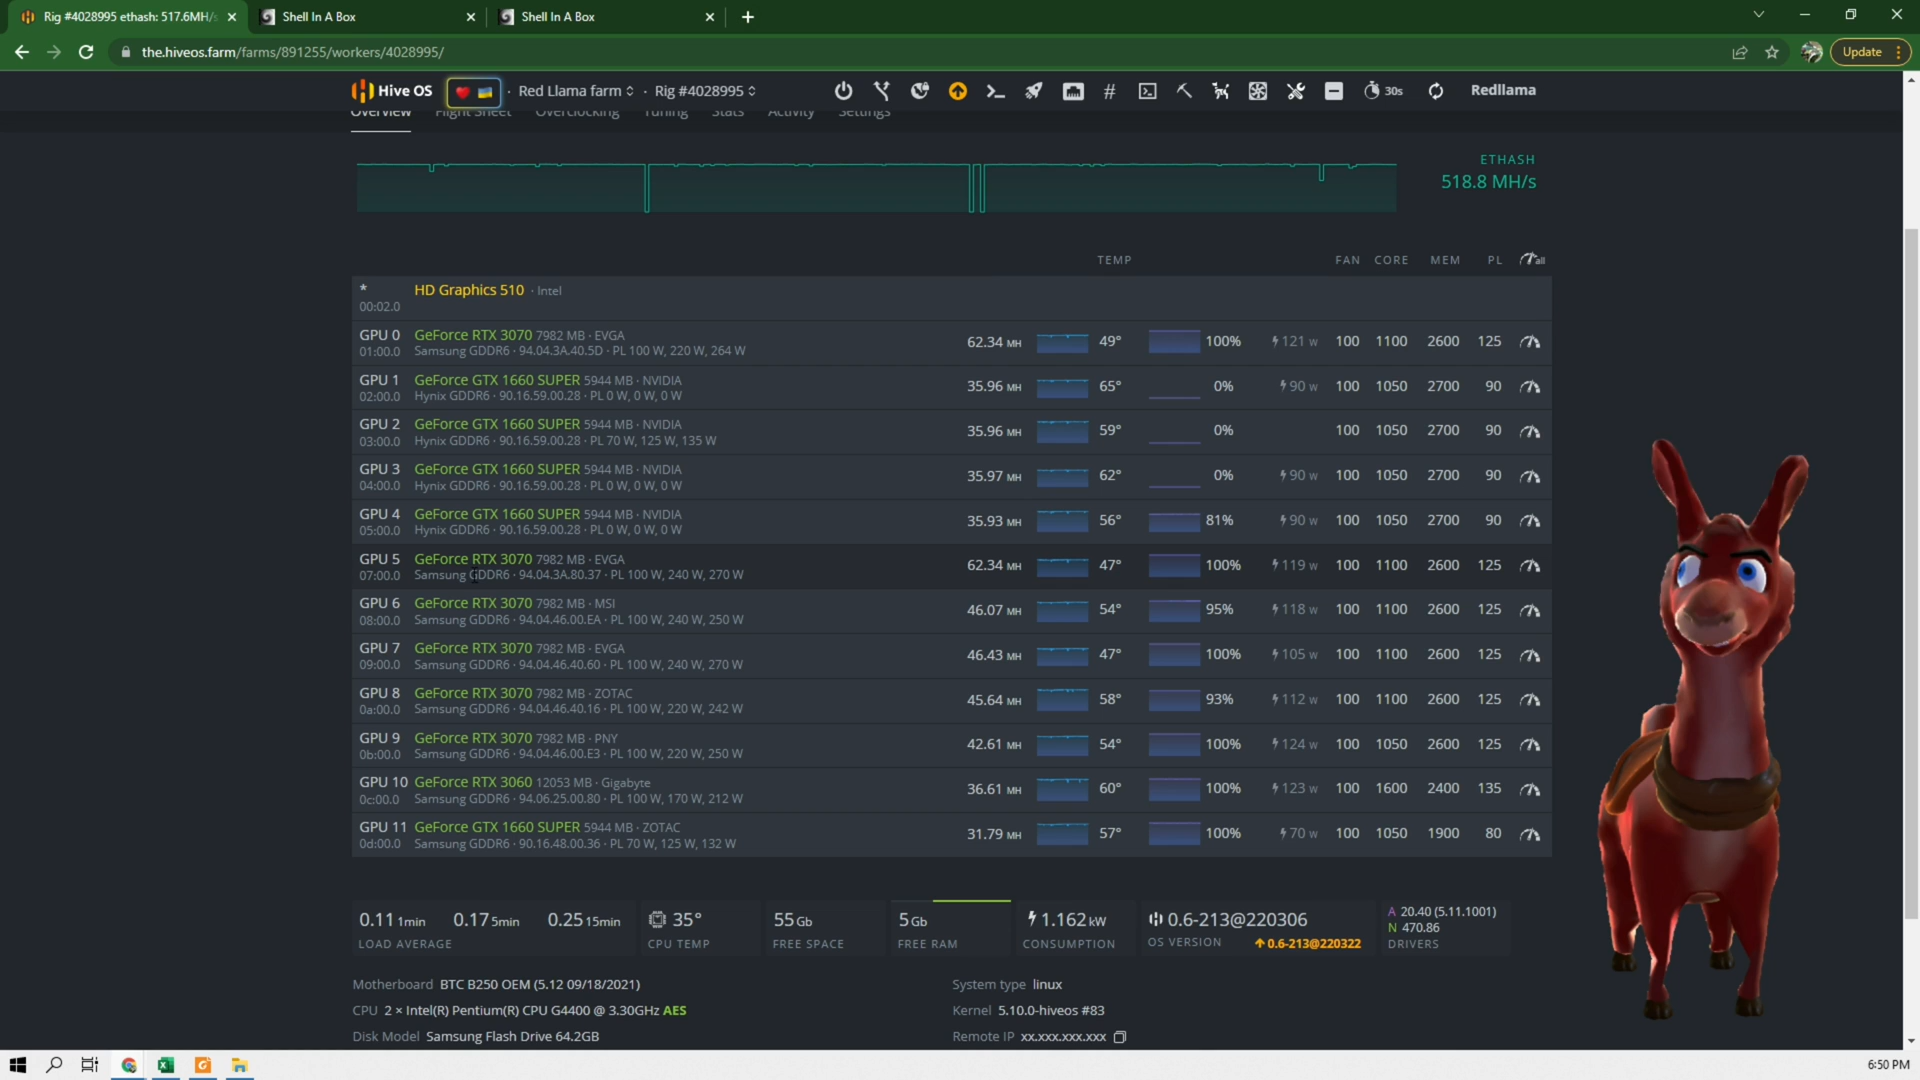 Rig #4028995 ethash: 517.6MH/s
Shell In A Box
Shell In A Box
the.hiveos.farm/farms/891255/workers/4028995/
Update
Hive OS · Red Llama farm · Rig #4028995 30s Redllama
Overview Flight Sheet Overclocking Tuning Stats Activity Settings
ETHASH
518.8 MH/s
TEMP FAN CORE MEM PL all
* HD Graphics 510 · Intel
00:02.0
GPU 0 GeForce RTX 3070 7982 MB · EVGA 62.34 MH 49° 100% 121 W 100 1100 2600 125
01:00.0 Samsung GDDR6 · 94.04.3A.40.5D · PL 100 W, 220 W, 264 W
GPU 1 GeForce GTX 1660 SUPER 5944 MB · NVIDIA 35.96 MH 65° 0% 90 W 100 1050 2700 90
02:00.0 Hynix GDDR6 · 90.16.59.00.28 · PL 0 W, 0 W, 0 W
GPU 2 GeForce GTX 1660 SUPER 5944 MB · NVIDIA 35.96 MH 59° 0% 100 1050 2700 90
03:00.0 Hynix GDDR6 · 90.16.59.00.28 · PL 70 W, 125 W, 135 W
GPU 3 GeForce GTX 1660 SUPER 5944 MB · NVIDIA 35.97 MH 62° 0% 90 W 100 1050 2700 90
04:00.0 Hynix GDDR6 · 90.16.59.00.28 · PL 0 W, 0 W, 0 W
GPU 4 GeForce GTX 1660 SUPER 5944 MB · NVIDIA 35.93 MH 56° 81% 90 W 100 1050 2700 90
05:00.0 Hynix GDDR6 · 90.16.59.00.28 · PL 0 W, 0 W, 0 W
GPU 5 GeForce RTX 3070 7982 MB · EVGA 62.34 MH 47° 100% 119 W 100 1100 2600 125
07:00.0 Samsung GDDR6 · 94.04.3A.80.37 · PL 100 W, 240 W, 270 W
GPU 6 GeForce RTX 3070 7982 MB · MSI 46.07 MH 54° 95% 118 W 100 1100 2600 125
08:00.0 Samsung GDDR6 · 94.04.46.00.EA · PL 100 W, 240 W, 250 W
GPU 7 GeForce RTX 3070 7982 MB · EVGA 46.43 MH 47° 100% 105 W 100 1100 2600 125
09:00.0 Samsung GDDR6 · 94.04.46.40.60 · PL 100 W, 240 W, 270 W
GPU 8 GeForce RTX 3070 7982 MB · ZOTAC 45.64 MH 58° 93% 112 W 100 1100 2600 125
0a:00.0 Samsung GDDR6 · 94.04.46.40.16 · PL 100 W, 220 W, 242 W
GPU 9 GeForce RTX 3070 7982 MB · PNY 42.61 MH 54° 100% 124 W 100 1050 2600 125
0b:00.0 Samsung GDDR6 · 94.04.46.00.E3 · PL 100 W, 220 W, 250 W
GPU 10 GeForce RTX 3060 12053 MB · Gigabyte 36.61 MH 60° 100% 123 W 100 1600 2400 135
0c:00.0 Samsung GDDR6 · 94.06.25.00.80 · PL 100 W, 170 W, 212 W
GPU 11 GeForce GTX 1660 SUPER 5944 MB · ZOTAC 31.79 MH 57° 100% 70 W 100 1050 1900 80
0d:00.0 Samsung GDDR6 · 90.16.48.00.36 · PL 70 W, 125 W, 132 W
0.11 1min 0.17 5min 0.25 15min 35° 55 Gb 5 Gb 1.162 kW 0.6-213@220306 A 20.40 (5.11.1001)
N 470.86
LOAD AVERAGE CPU TEMP FREE SPACE FREE RAM CONSUMPTION OS VERSION 0.6-213@220322 DRIVERS
Motherboard BTC B250 OEM (5.12 09/18/2021) System type linux
CPU 2 × Intel(R) Pentium(R) CPU G4400 @ 3.30GHz AES Kernel 5.10.0-hiveos #83
Disk Model Samsung Flash Drive 64.2GB Remote IP xx.xxx.xxx.xxx
6:50 PM